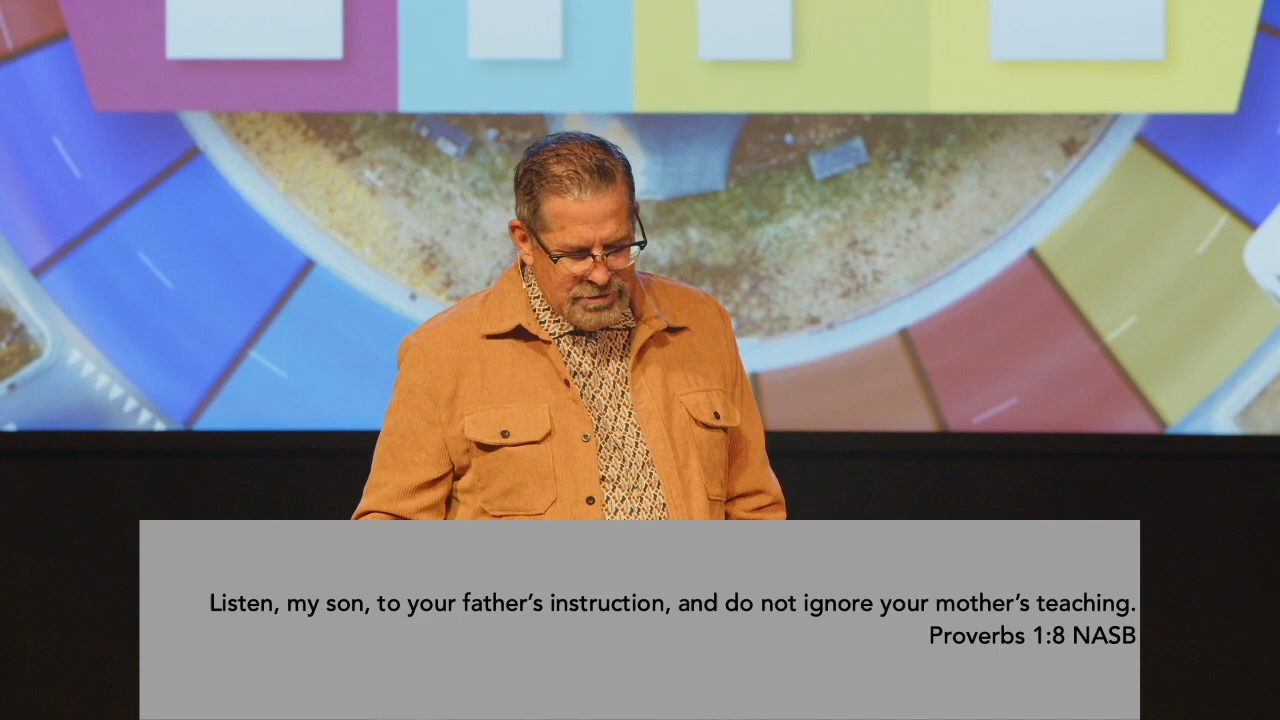 Listen, my son, to your father’s instruction, and do not ignore your mother’s teaching.
Proverbs 1:8 NASB